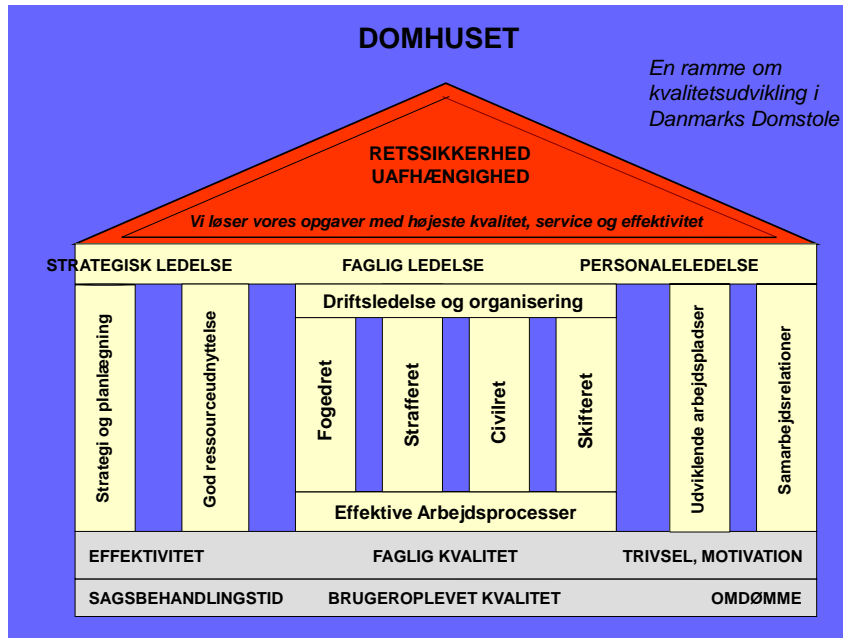 DOMHUSET
En ramme om
kvalitetsudvikling i
Danmarks Domstole
RETSSIKKERHED
UAFHÆNGIGHED
Vi løser vores opgaver med højeste kvalitet, service og effektivitet
STRATEGISK LEDELSE FAGLIG LEDELSE PERSONALELEDELSE
Driftsledelse og organisering
Strategi og planlægning
God ressourceudnyttelse
Fogedret
Strafferet
Civilret
Skifteret
Udviklende arbejdspladser
Samarbejdsrelationer
Effektive Arbejdsprocesser
EFFEKTIVITET FAGLIG KVALITET TRIVSEL, MOTIVATION
SAGSBEHANDLINGSTID BRUGEROPLEVET KVALITET OMDØMME